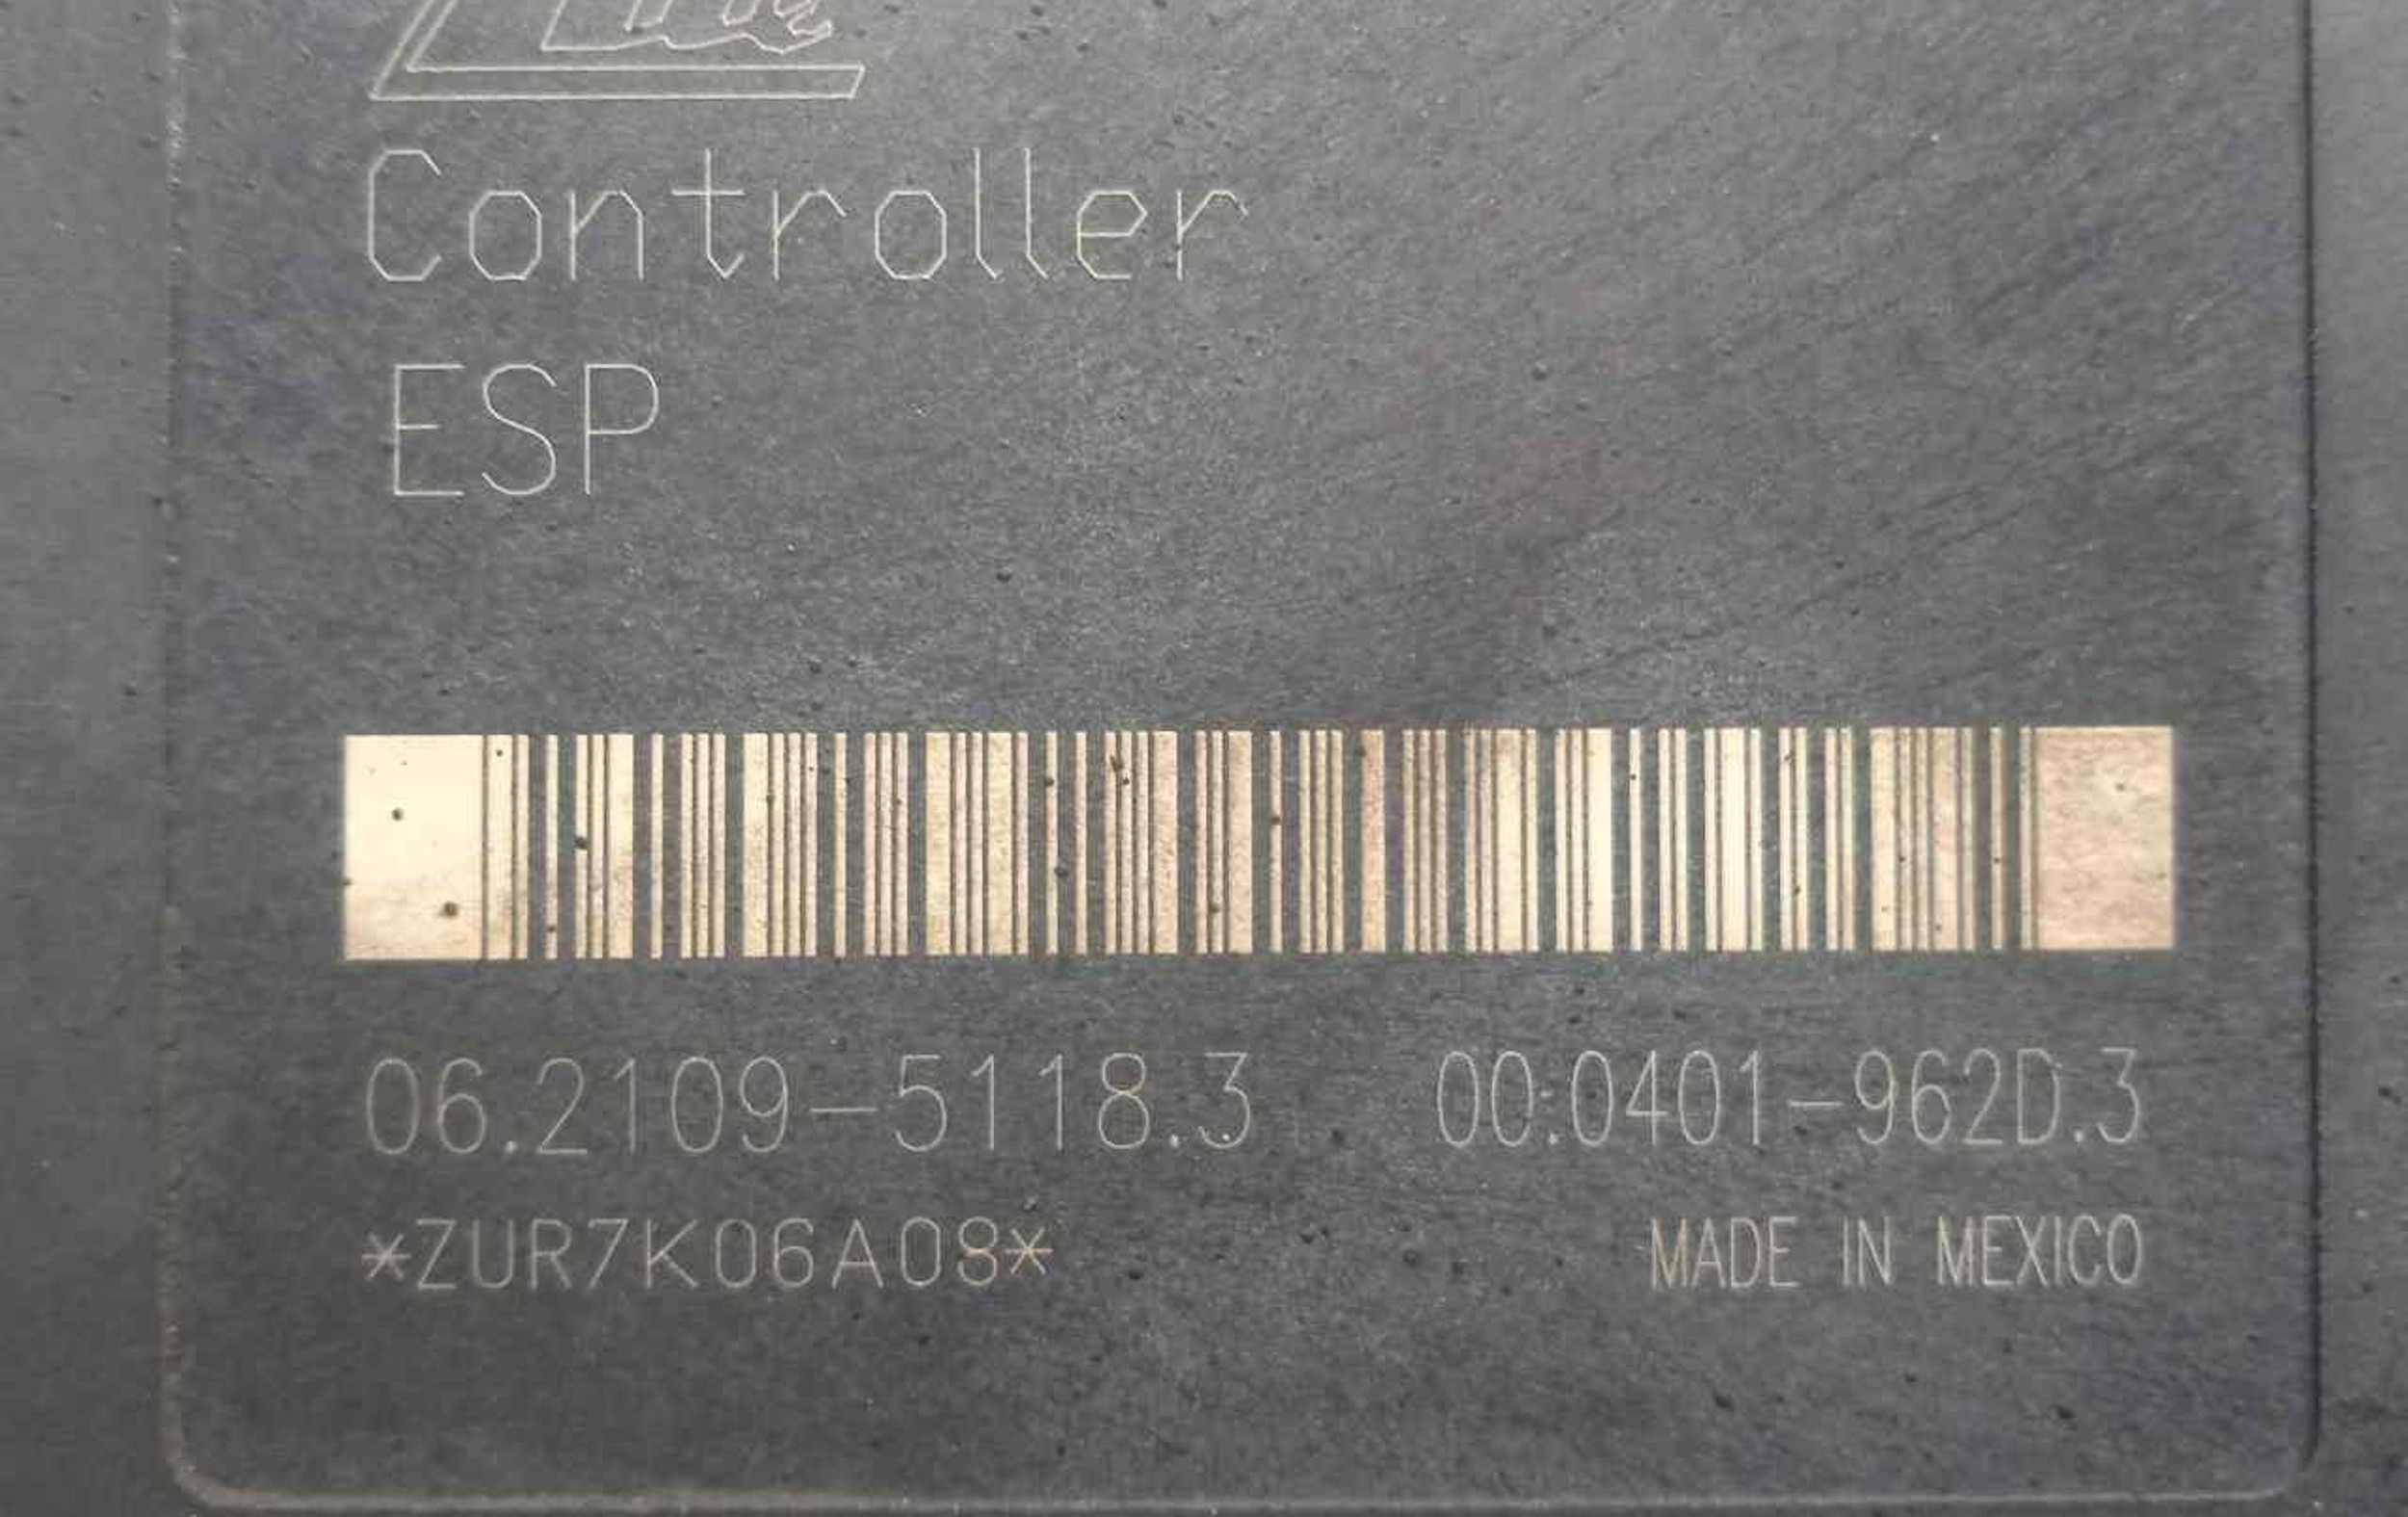 Controller
ESP
06.2109-5118.3 00.0401-962D.3
*ZUR7K06A08* MADE IN MEXICO